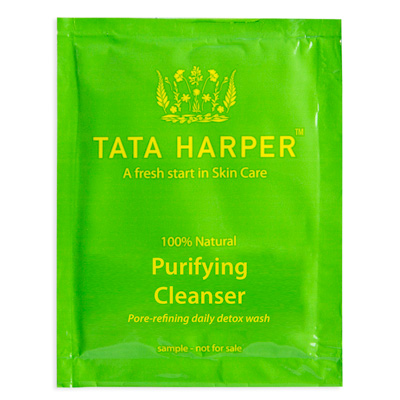 TATA HARPER™
A fresh start in Skin Care
100% Natural
Purifying
Cleanser
Pore-refining daily detox wash
sample - not for sale